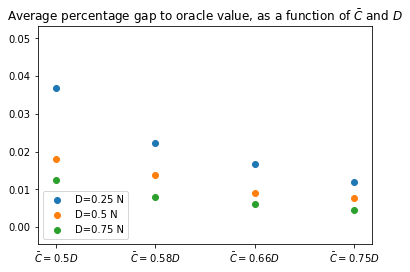 Average percentage gap to oracle value, as a function of C̄ and D
0.05
0.04
0.03
0.02
0.01
0.00
D=0.25 N
D=0.5 N
D=0.75 N
C̄ = 0.5D C̄ = 0.58D C̄ = 0.66D C̄ = 0.75D